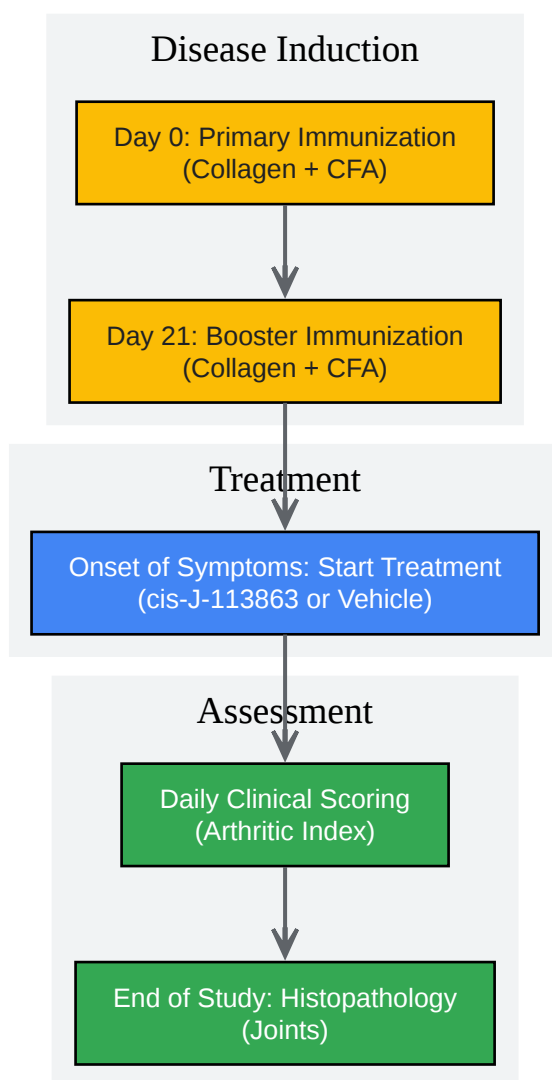 Disease Induction
Day 0: Primary Immunization
(Collagen + CFA)
Day 21: Booster Immunization
(Collagen + CFA)
Treatment
Onset of Symptoms: Start Treatment
(cis-J-113863 or Vehicle)
Assessment
Daily Clinical Scoring
(Arthritic Index)
End of Study: Histopathology
(Joints)